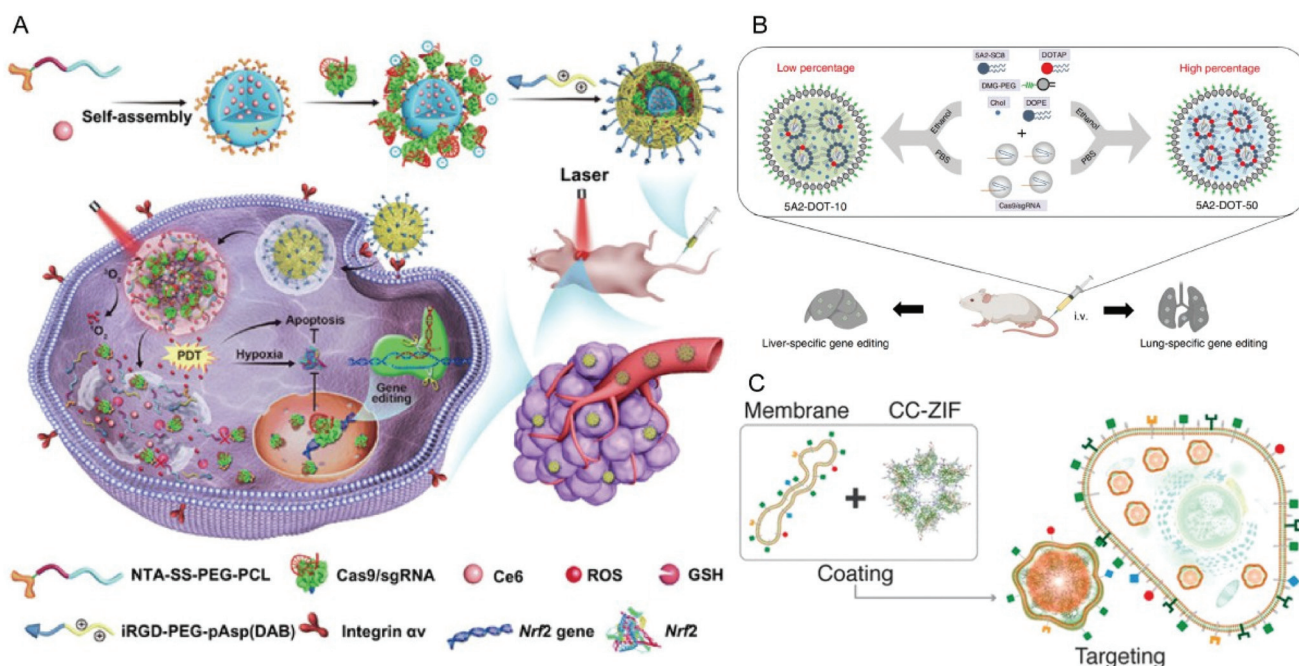 A
Self-assembly
Laser
³O₂
¹O₂
PDT
Apoptosis
Hypoxia
Gene
editing
NTA-SS-PEG-PCL
Cas9/sgRNA
Ce6
ROS
GSH
iRGD-PEG-pAsp(DAB)
Integrin αv
Nrf2 gene
Nrf2
B
Low percentage
5A2-SC8
DOTAP
High percentage
DMG-PEG
Chol
DOPE
Ethanol
PBS
+
Ethanol
PBS
Cas9/sgRNA
5A2-DOT-10
5A2-DOT-50
i.v.
Liver-specific gene editing
Lung-specific gene editing
C
Membrane
CC-ZIF
+
Coating
Targeting